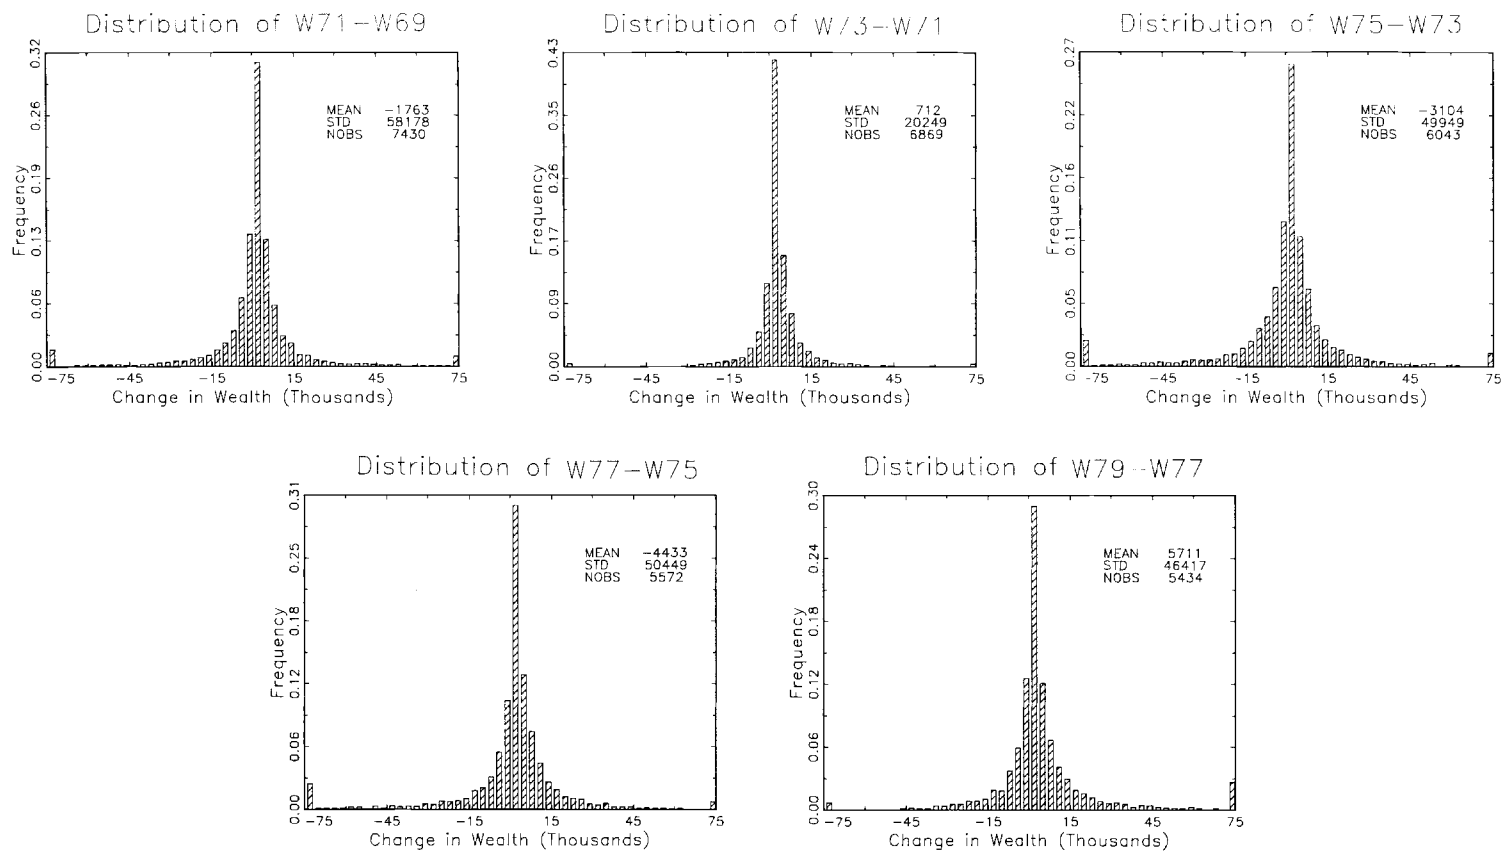 Distribution of W71-W69
0.32
0.26
0.19
0.13
0.06
0.00
Frequency
MEAN -1763
STD 58178
NOBS 7430
-75 -45 -15 15 45 75
Change in Wealth (Thousands)
Distribution of W73-W71
0.43
0.35
0.26
0.17
0.09
0.00
Frequency
MEAN 712
STD 20249
NOBS 6869
-75 -45 -15 15 45 75
Change in Wealth (Thousands)
Distribution of W75-W73
0.27
0.22
0.16
0.11
0.05
0.00
Frequency
MEAN -3104
STD 49949
NOBS 6043
-75 -45 -15 15 45 75
Change in Wealth (Thousands)
Distribution of W77-W75
0.31
0.25
0.18
0.12
0.06
0.00
Frequency
MEAN -4433
STD 50449
NOBS 5572
-75 -45 -15 15 45 75
Change in Wealth (Thousands)
Distribution of W79-W77
0.30
0.24
0.18
0.12
0.06
0.00
Frequency
MEAN 5711
STD 46417
NOBS 5434
-75 -45 -15 15 45 75
Change in Wealth (Thousands)